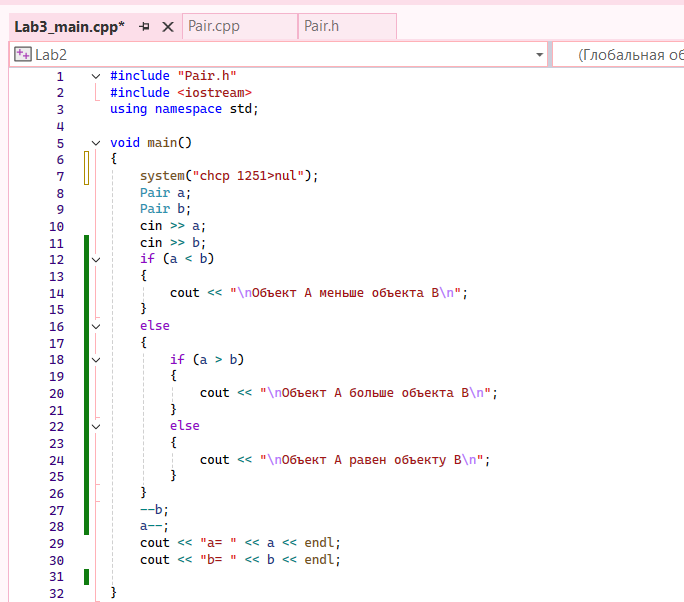 Lab3_main.cpp* Pair.cpp Pair.h
Lab2 (Глобальная об
1 #include "Pair.h"
2 #include <iostream>
3 using namespace std;
4
5 void main()
6 {
7 system("chcp 1251>nul");
8 Pair a;
9 Pair b;
10 cin >> a;
11 cin >> b;
12 if (a < b)
13 {
14 cout << "\nОбъект A меньше объекта B\n";
15 }
16 else
17 {
18 if (a > b)
19 {
20 cout << "\nОбъект A больше объекта B\n";
21 }
22 else
23 {
24 cout << "\nОбъект A равен объекту B\n";
25 }
26 }
27 --b;
28 a--;
29 cout << "a= " << a << endl;
30 cout << "b= " << b << endl;
31
32 }